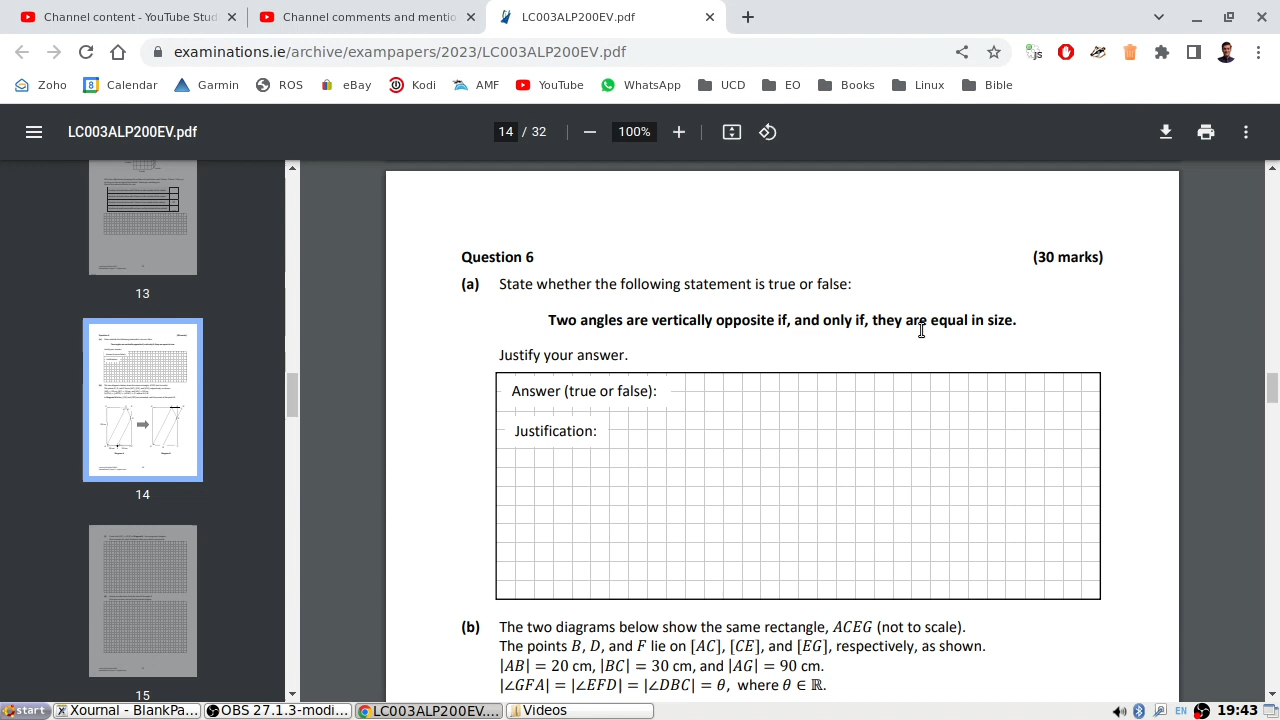 Channel content - YouTube Stud
Channel comments and mentio
LC003ALP200EV.pdf
examinations.ie/archive/exampapers/2023/LC003ALP200EV.pdf
Zoho
Calendar
Garmin
ROS
eBay
Kodi
AMF
YouTube
WhatsApp
UCD
EO
Books
Linux
Bible
LC003ALP200EV.pdf
14 / 32
100%
13
14
15
Question 6 (30 marks)
(a) State whether the following statement is true or false:
Two angles are vertically opposite if, and only if, they are equal in size.
Justify your answer.
Answer (true or false):
Justification:
(b) The two diagrams below show the same rectangle, ACEG (not to scale).
The points B, D, and F lie on [AC], [CE], and [EG], respectively, as shown.
|AB| = 20 cm, |BC| = 30 cm, and |AG| = 90 cm.
|∠GFA| = |∠EFD| = |∠DBC| = θ, where θ ∈ ℝ.
start
Xournal - BlankPa...
OBS 27.1.3-modi...
LC003ALP200EV....
Videos
EN
19:43